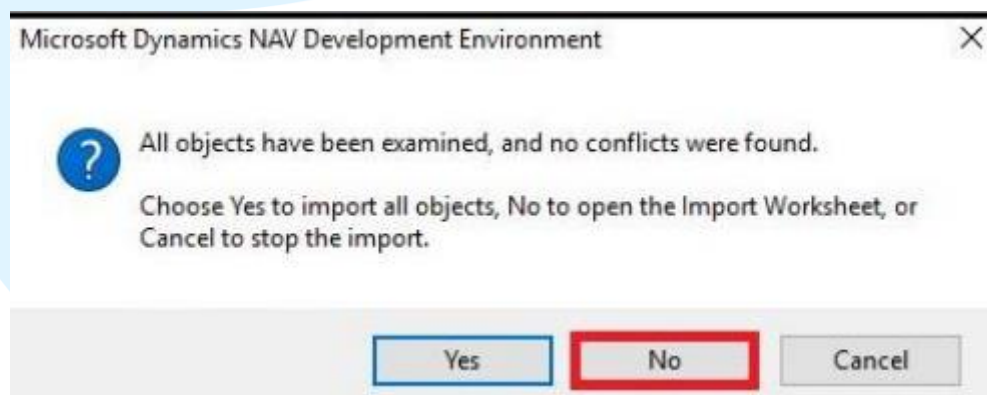 Microsoft Dynamics NAV Development Environment
All objects have been examined, and no conflicts were found.
Choose Yes to import all objects, No to open the Import Worksheet, or
Cancel to stop the import.
Yes No Cancel